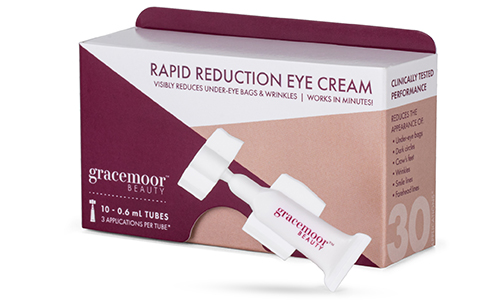 RAPID REDUCTION EYE CREAM
VISIBLY REDUCES UNDER-EYE BAGS & WRINKLES | WORKS IN MINUTES!
gracemoor™
BEAUTY
10 - 0.6 mL TUBES
3 APPLICATIONS PER TUBE*
CLINICALLY TESTED
PERFORMANCE
REDUCES THE
APPEARANCE OF:
• Under-eye bags
• Dark circles
• Crow's feet
• Wrinkles
• Smile lines
• Forehead lines
30
gracemoor™
BEAUTY